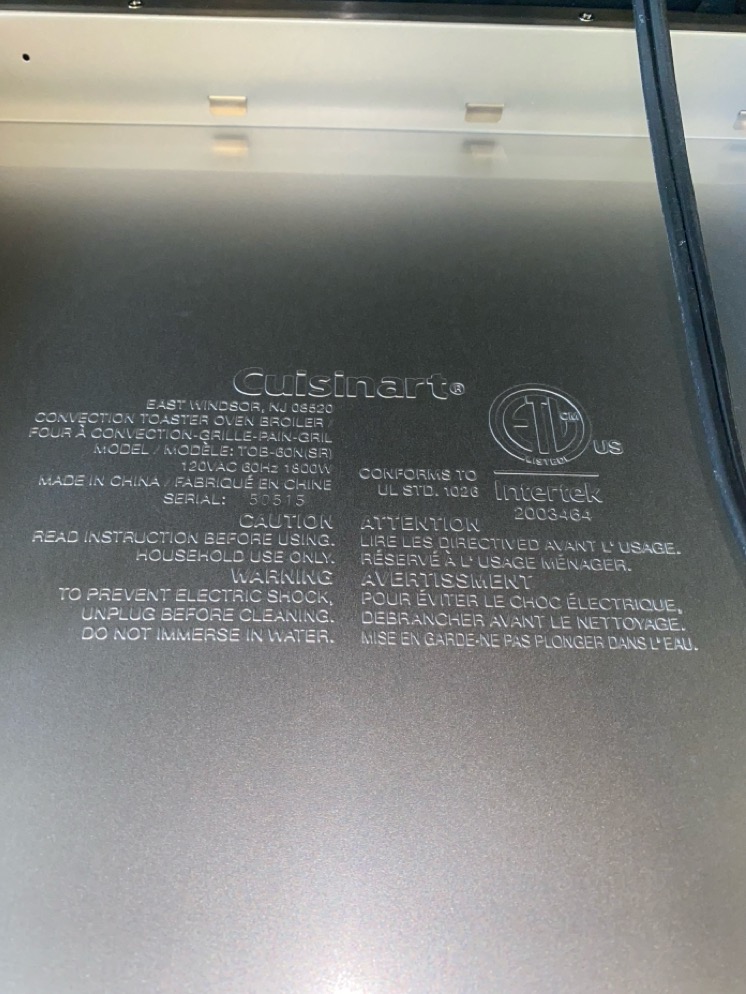 Cuisinart®
EAST WINDSOR, NJ 08520
CONVECTION TOASTER OVEN BROILER /
FOUR À CONVECTION-GRILLE-PAIN-GRIL
MODEL / MODÈLE: TOB-60N(SR)
120VAC 60Hz 1800W
MADE IN CHINA / FABRIQUÉ EN CHINE
SERIAL: 50515
CAUTION
READ INSTRUCTION BEFORE USING.
HOUSEHOLD USE ONLY.
WARNING
TO PREVENT ELECTRIC SHOCK,
UNPLUG BEFORE CLEANING.
DO NOT IMMERSE IN WATER.
ETL CM
LISTED
US
CONFORMS TO
UL STD. 1026
Intertek
2003464
ATTENTION
LIRE LES DIRECTIVED AVANT L'USAGE.
RÉSERVÉ À L'USAGE MÉNAGER.
AVERTISSMENT
POUR ÉVITER LE CHOC ÉLECTRIQUE,
DEBRANCHER AVANT LE NETTOYAGE.
MISE EN GARDE-NE PAS PLONGER DANS L'EAU.